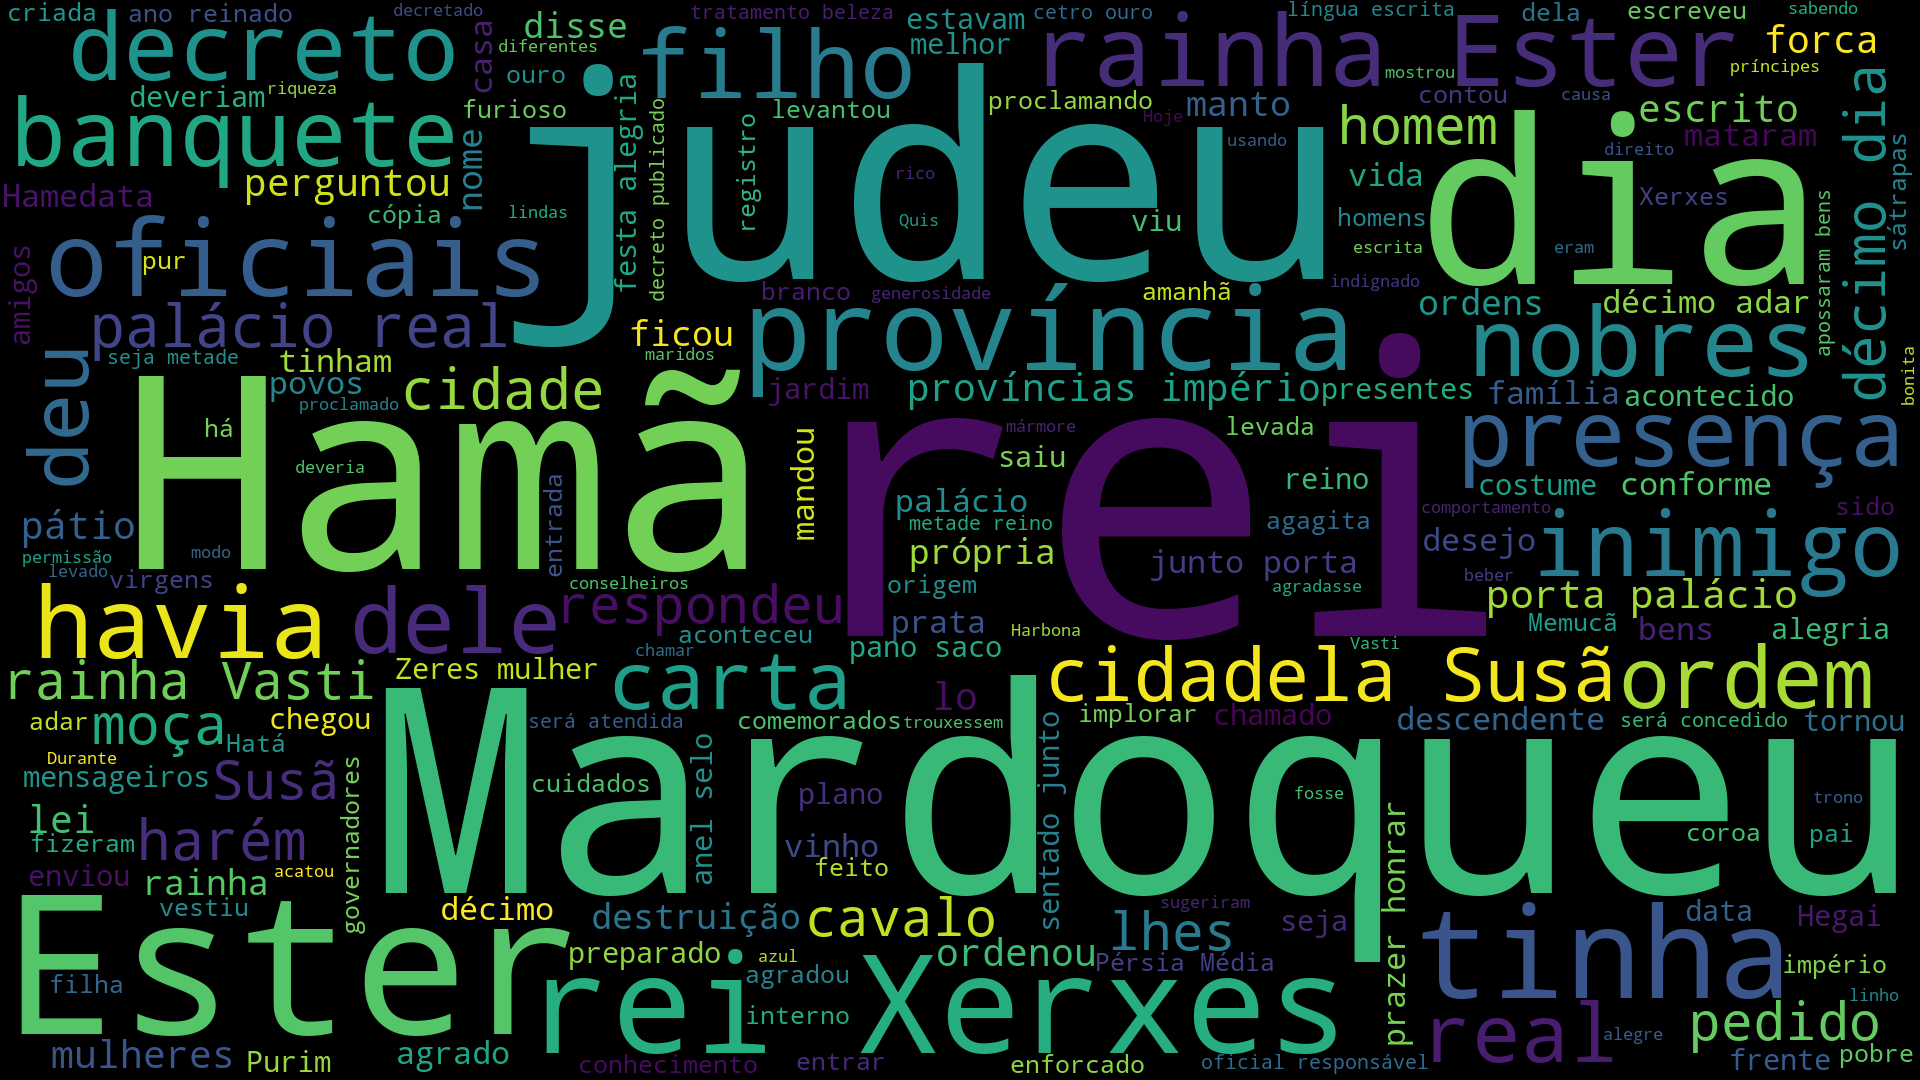 criada
ano reinado
decretado
disse
tratamento beleza
estavam
cetro ouro
língua escrita
dela
escreveu
sabendo
decreto
casa
diferentes
filho
melhor
rainha Ester
forca
mostrou
príncipes
deveriam
riqueza
ouro
furioso
festa alegria
decreto publicado
levantou
proclamando
Hoje
manto
contou
causa
escrito
banquete
nome
registro
judeu
usando
homem
dia
direito
mataram
décimo dia
sátrapas
Hamedata
perguntou
cópia
lindas
rico
Quis
viu
vida
homens
escrita
Xerxes
eram
apossaram bens
oficiais
pur
amigos
indignado
branco
generosidade
amanhã
ordens
décimo adar
palácio real
ficou
província
nobres
seja metade
tinham
maridos
bonita
deu
povos
proclamado
cidade
jardim
províncias império
presentes
família
acontecido
há
Hamã
deveria
mármore
saiu
levada
rei.
presença
entrada
mandou
palácio
reino
costume
conforme
comportamento
sido
pátio
metade reino
agagita
própria
junto porta
desejo
inimigo
permissão
modo
levado
virgens
conselheiros
origem
agradasse
beber
porta palácio
havia
dele
respondeu
prata
Harbona
Memucã
bens
alegria
aconteceu
pano saco
Vasti
chamar
rainha Vasti
Zeres mulher
carta
lo
cidadela Susã
ordem
adar
moça
chegou
será atendida
comemorados
trouxessem
implorar
chamado
descendente
será concedido
tornou
Hatá
Durante
mensageiros
Susã
governadores
Mardoqueu
cuidados
anel selo
plano
sentado junto
fosse
trono
lei
fizeram
harém
vinho
prazer honrar
coroa
pai
enviou
rainha
acatou
feito
vestiu
décimo
destruição
cavalo
sugeriram
lhes
seja
data
Hegai
Ester
preparado
azul
ordenou
Pérsia Média
tinha
império
filha
agradou
rei Xerxes
linho
interno
real
alegre
pedido
mulheres
Purim
agrado
conhecimento
entrar
enforcado
oficial responsável
frente
pobre